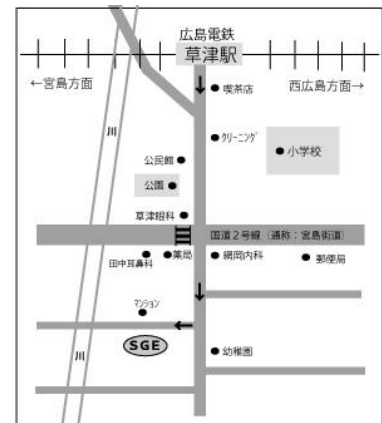 広島電鉄
草津駅
←宮島方面
西広島方面→
喫茶店
川
クリーニング
小学校
公民館
公園
草津眼科
国道2号線（通称：宮島街道）
田中耳鼻科
薬局
綱岡内科
郵便局
マンション
SGE
川
幼稚園